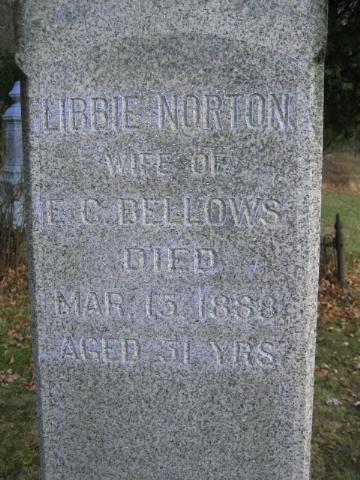 LIBBIE NORTON
WIFE OF
E. C. BELLOWS
DIED
MAR. 15, 1888
AGED 31 YRS